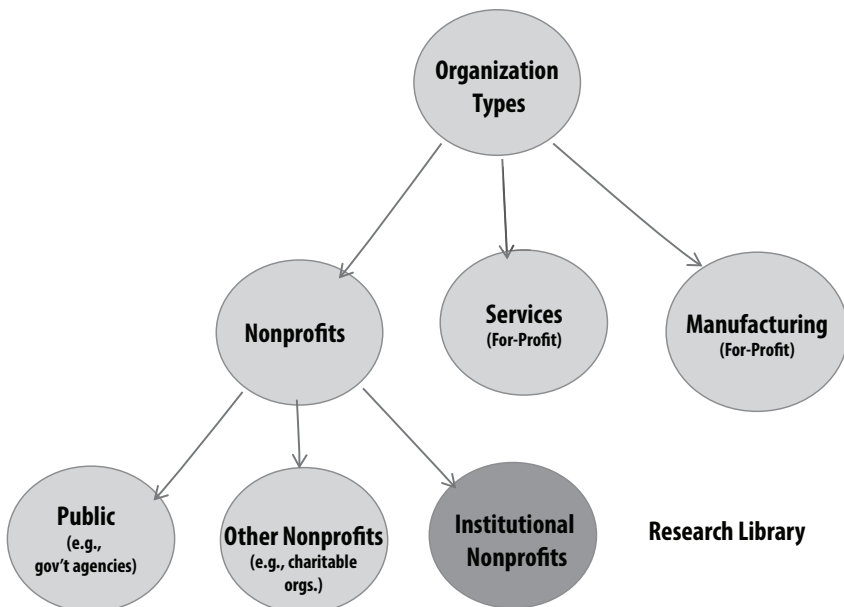 Organization
Types
Nonprofits
Services
(For-Profit)
Manufacturing
(For-Profit)
Public
(e.g.,
gov't agencies)
Other Nonprofits
(e.g., charitable
orgs.)
Institutional
Nonprofits
Research Library